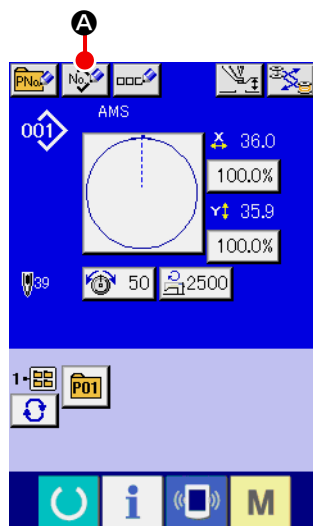 A
PNo. No.
AMS
001 X 36.0
100.0%
Y 35.9
100.0%
39 50 2500
1
P01
i M